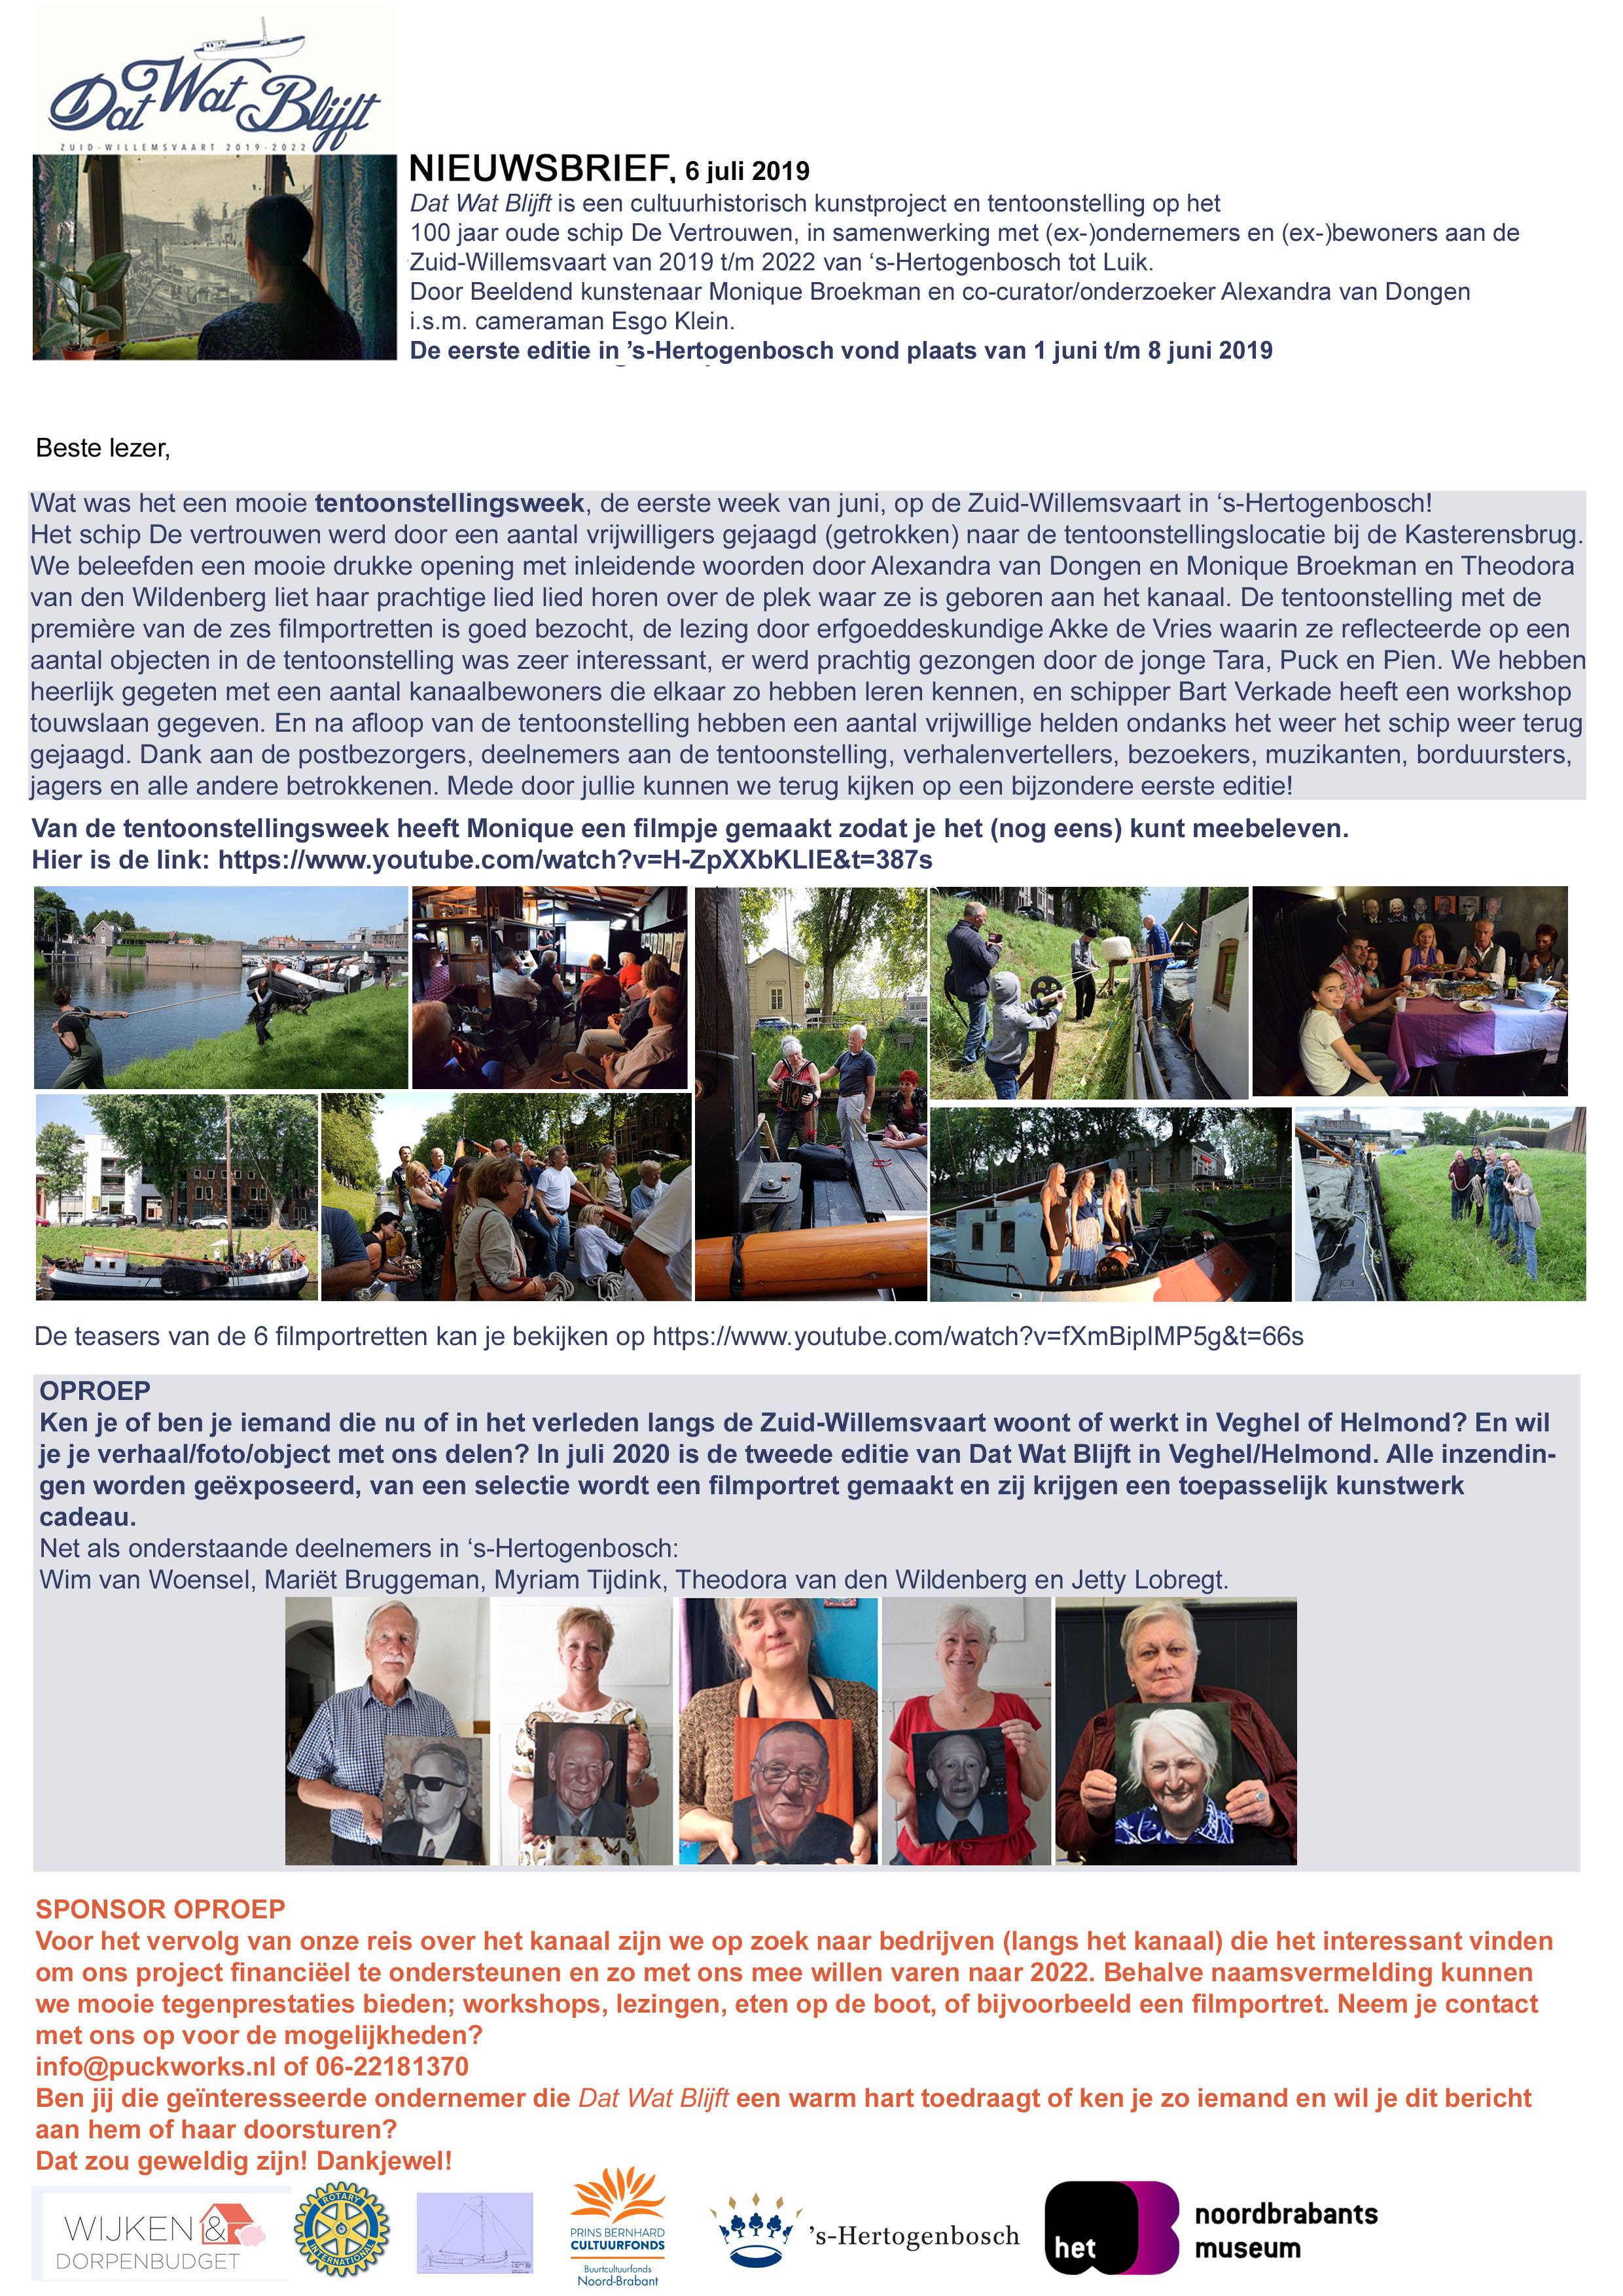 Dat Wat Blijft
ZUID-WILLEMSVAART 2019-2022
NIEUWSBRIEF, 6 juli 2019
Dat Wat Blijft is een cultuurhistorisch kunstproject en tentoonstelling op het
100 jaar oude schip De Vertrouwen, in samenwerking met (ex-)ondernemers en (ex-)bewoners aan de
Zuid-Willemsvaart van 2019 t/m 2022 van ‘s-Hertogenbosch tot Luik.
Door Beeldend kunstenaar Monique Broekman en co-curator/onderzoeker Alexandra van Dongen
i.s.m. cameraman Esgo Klein.
De eerste editie in ’s-Hertogenbosch vond plaats van 1 juni t/m 8 juni 2019
Beste lezer,
Wat was het een mooie tentoonstellingsweek, de eerste week van juni, op de Zuid-Willemsvaart in ‘s-Hertogenbosch!
Het schip De vertrouwen werd door een aantal vrijwilligers gejaagd (getrokken) naar de tentoonstellingslocatie bij de Kasterensbrug.
We beleefden een mooie drukke opening met inleidende woorden door Alexandra van Dongen en Monique Broekman en Theodora
van den Wildenberg liet haar prachtige lied lied horen over de plek waar ze is geboren aan het kanaal. De tentoonstelling met de
première van de zes filmportretten is goed bezocht, de lezing door erfgoeddeskundige Akke de Vries waarin ze reflecteerde op een
aantal objecten in de tentoonstelling was zeer interessant, er werd prachtig gezongen door de jonge Tara, Puck en Pien. We hebben
heerlijk gegeten met een aantal kanaalbewoners die elkaar zo hebben leren kennen, en schipper Bart Verkade heeft een workshop
touwslaan gegeven. En na afloop van de tentoonstelling hebben een aantal vrijwillige helden ondanks het weer het schip weer terug
gejaagd. Dank aan de postbezorgers, deelnemers aan de tentoonstelling, verhalenvertellers, bezoekers, muzikanten, borduursters,
jagers en alle andere betrokkenen. Mede door jullie kunnen we terug kijken op een bijzondere eerste editie!
Van de tentoonstellingsweek heeft Monique een filmpje gemaakt zodat je het (nog eens) kunt meebeleven.
Hier is de link: https://www.youtube.com/watch?v=H-ZpXXbKLIE&t=387s
De teasers van de 6 filmportretten kan je bekijken op https://www.youtube.com/watch?v=fXmBipIMP5g&t=66s
OPROEP
Ken je of ben je iemand die nu of in het verleden langs de Zuid-Willemsvaart woont of werkt in Veghel of Helmond? En wil
je je verhaal/foto/object met ons delen? In juli 2020 is de tweede editie van Dat Wat Blijft in Veghel/Helmond. Alle inzendin-
gen worden geëxposeerd, van een selectie wordt een filmportret gemaakt en zij krijgen een toepasselijk kunstwerk
cadeau.
Net als onderstaande deelnemers in ‘s-Hertogenbosch:
Wim van Woensel, Mariët Bruggeman, Myriam Tijdink, Theodora van den Wildenberg en Jetty Lobregt.
SPONSOR OPROEP
Voor het vervolg van onze reis over het kanaal zijn we op zoek naar bedrijven (langs het kanaal) die het interessant vinden
om ons project financiëel te ondersteunen en zo met ons mee willen varen naar 2022. Behalve naamsvermelding kunnen
we mooie tegenprestaties bieden; workshops, lezingen, eten op de boot, of bijvoorbeeld een filmportret. Neem je contact
met ons op voor de mogelijkheden?
info@puckworks.nl of 06-22181370
Ben jij die geïnteresseerde ondernemer die Dat Wat Blijft een warm hart toedraagt of ken je zo iemand en wil je dit bericht
aan hem of haar doorsturen?
Dat zou geweldig zijn! Dankjewel!
WIJKEN &
DORPENBUDGET
ROTARY
INTERNATIONAL
PRINS BERNHARD
CULTUURFONDS
Buurtcultuurfonds
Noord-Brabant
’s-Hertogenbosch
het
noordbrabants
museum